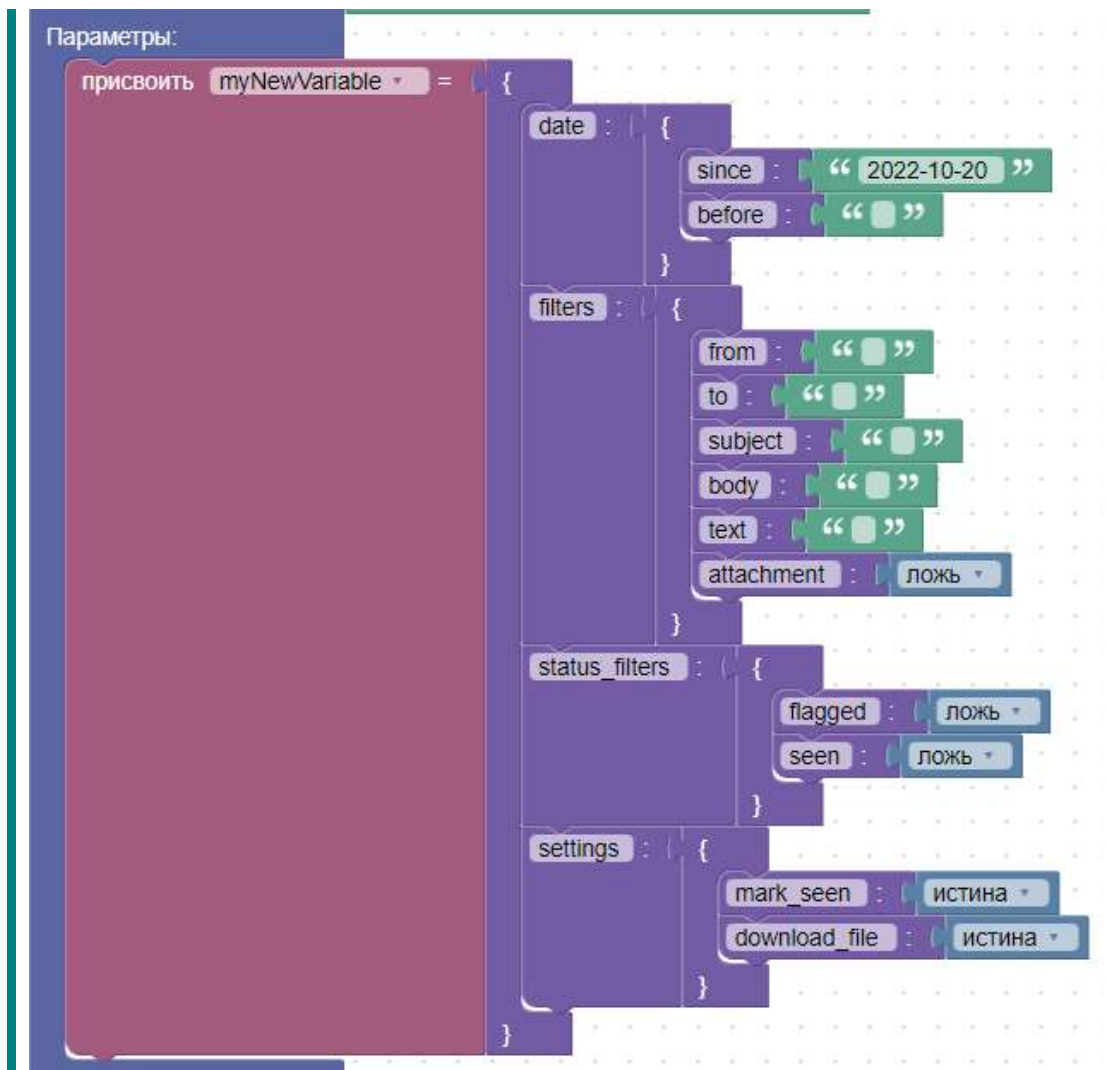 Параметры:
присвоить myNewVariable = {
date : {
since : “ 2022-10-20 ”
before : “ ”
}
filters : {
from : “ ”
to : “ ”
subject : “ ”
body : “ ”
text : “ ”
attachment : ложь
}
status_filters : {
flagged : ложь
seen : ложь
}
settings : {
mark_seen : истина
download_file : истина
}
}